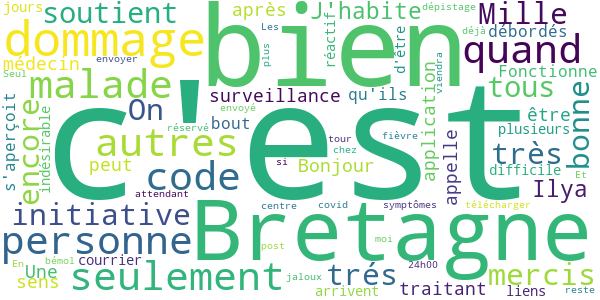 jours
soutient
après
J'habite
dépistage
Mille
Les
déjà
débordés
dommage
bien
plus
réactif
d'être
quand
médecin
envoyer
Fonctionne
viendra
Seul
malade
surveillance
qu'ils
application
tous
s'aperçoit
indésirable
encore
On
envoyé
réservé
bout
appelle
être
plusieurs
bonne
c'est
autres
tour
fièvre
chez
très
difficile
peut
code
si
Bonjour
Ilya
Et
attendant
initiative
Bretagne
centre
covid
symptômes
télécharger
post
moi
personne
En
bémol
courrier
Une
sens
seulement
jaloux
trés
24h00
mercis
arrivent
traitant
liens
reste